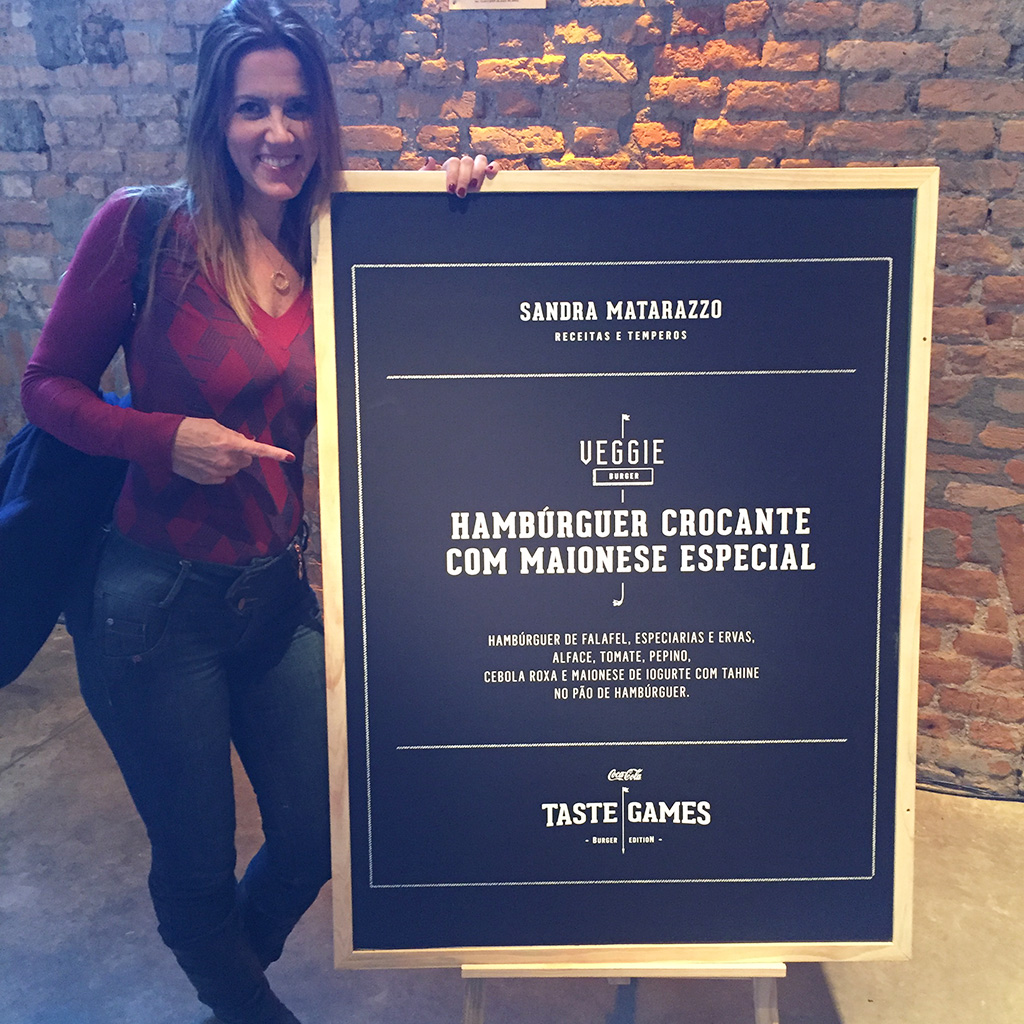 SANDRA MATARAZZO
RECEITAS E TEMPEROS
VEGGIE
BURGER
HAMBÚRGUER CROCANTE
COM MAIONESE ESPECIAL
HAMBÚRGUER DE FALAFEL, ESPECIARIAS E ERVAS,
ALFACE, TOMATE, PEPINO,
CEBOLA ROXA E MAIONESE DE IOGURTE COM TAHINE
NO PÃO DE HAMBÚRGUER.
Coca-Cola
TASTE GAMES
- BURGER EDITION -